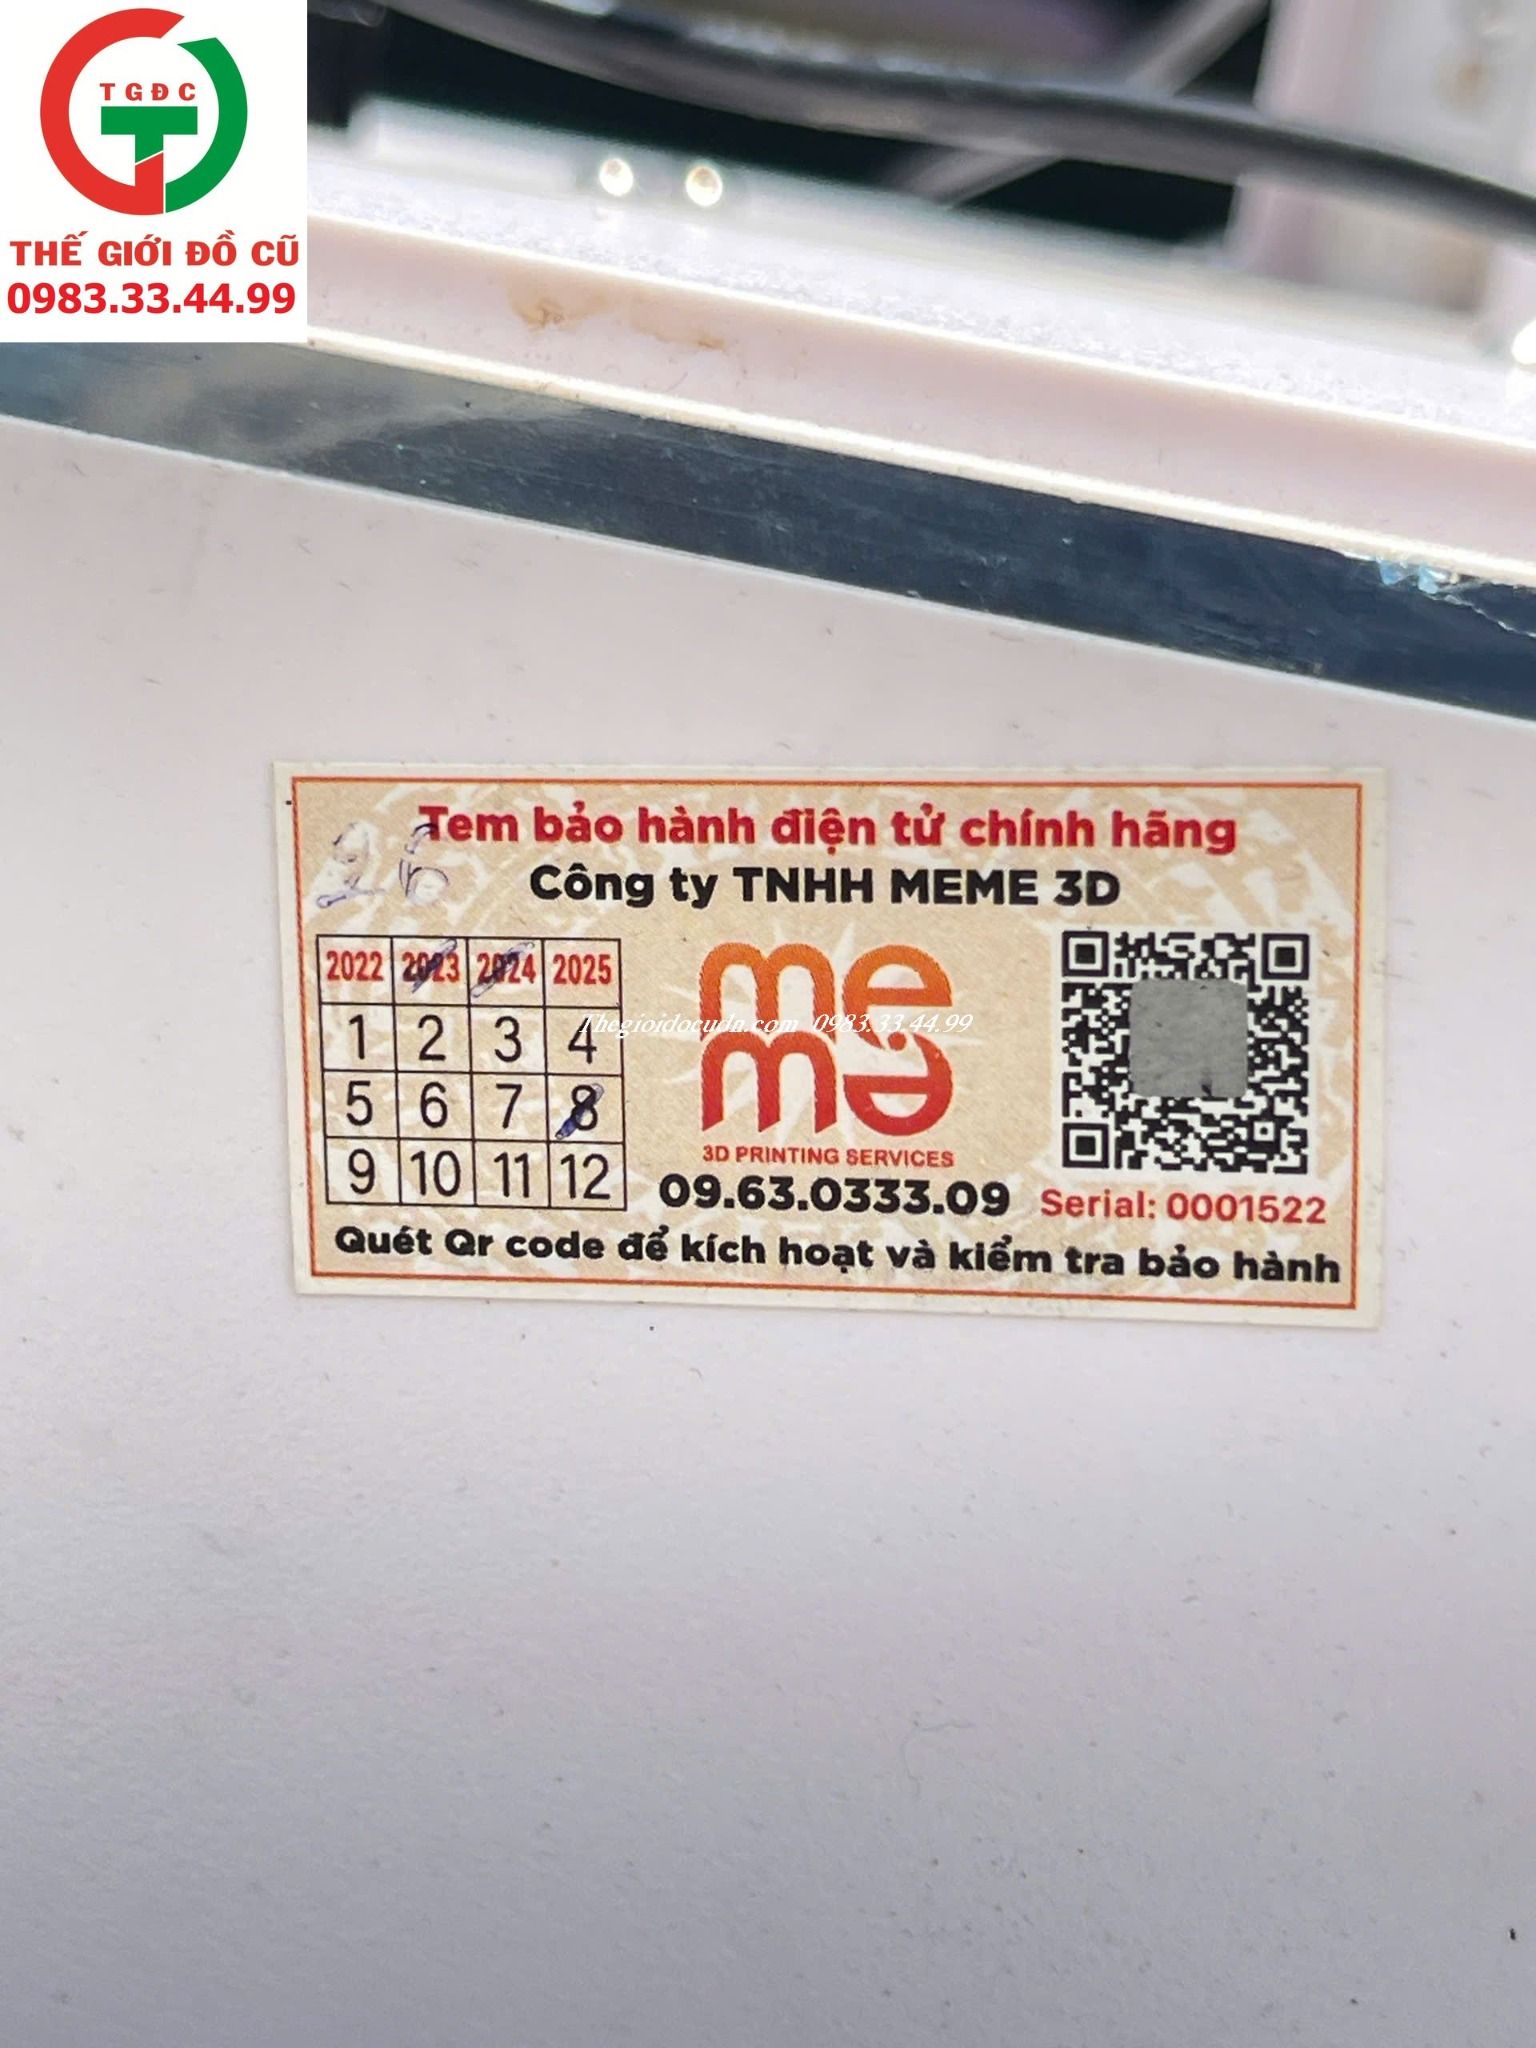 TGĐC
THẾ GIỚI ĐỒ CŨ
0983.33.44.99
Tem bảo hành điện tử chính hãng
26
Công ty TNHH MEME 3D
2022 2023 2024 2025
1 2 3 4
5 6 7 8
9 10 11 12
meme
3D PRINTING SERVICES
09.63.0333.09
Serial: 0001522
Quét Qr code để kích hoạt và kiểm tra bảo hành
Thegioidocudn.com 0983.33.44.99